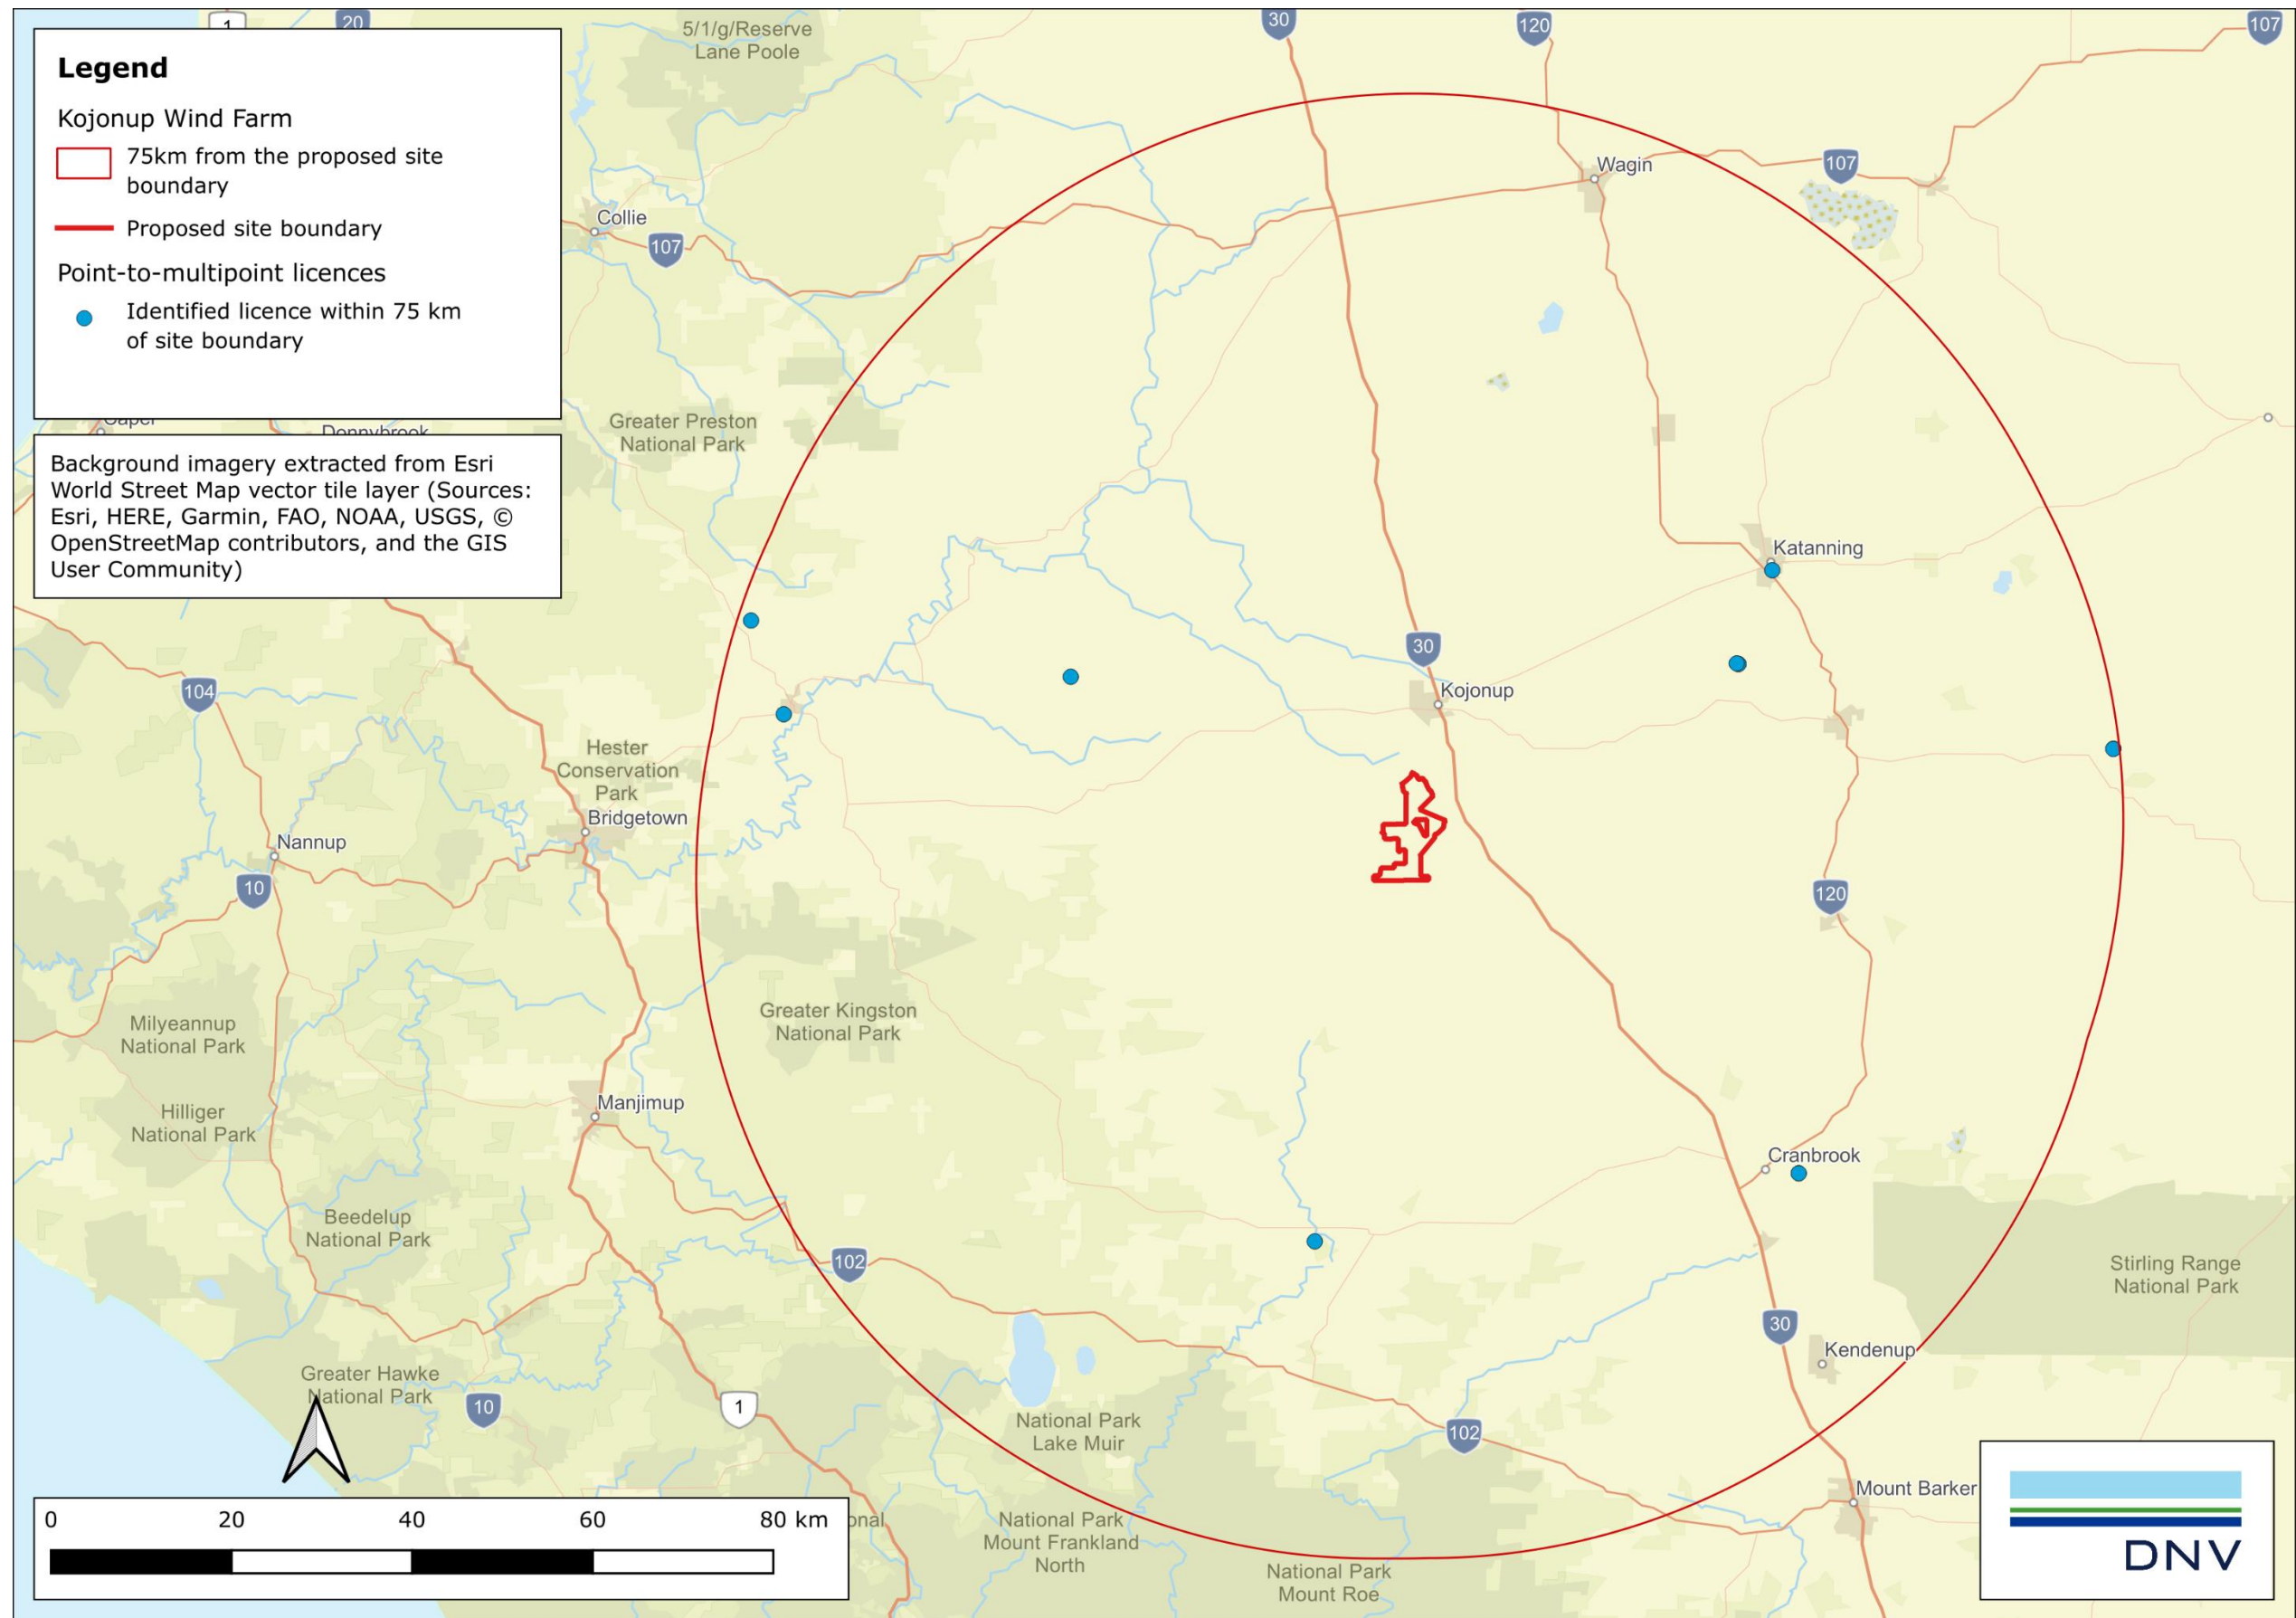 Legend
Kojonup Wind Farm
75km from the proposed site
boundary
Proposed site boundary
Point-to-multipoint licences
Identified licence within 75 km
of site boundary
Background imagery extracted from Esri
World Street Map vector tile layer (Sources:
Esri, HERE, Garmin, FAO, NOAA, USGS, ©
OpenStreetMap contributors, and the GIS
User Community)
1
20
5/1/g/Reserve
Lane Poole
30
120
107
Wagin
107
Collie
107
Greater Preston
National Park
Donnybrook
Katanning
30
Kojonup
104
Hester
Conservation
Park
Bridgetown
Nannup
10
120
Greater Kingston
National Park
Milyeannup
National Park
Manjimup
Hilliger
National Park
Cranbrook
Beedelup
National Park
102
Stirling Range
National Park
30
Kendenup
Greater Hawke
National Park
10
1
National Park
Lake Muir
102
Mount Barker
0 20 40 60 80 km
National Park
Mount Frankland
North
National Park
Mount Roe
DNV